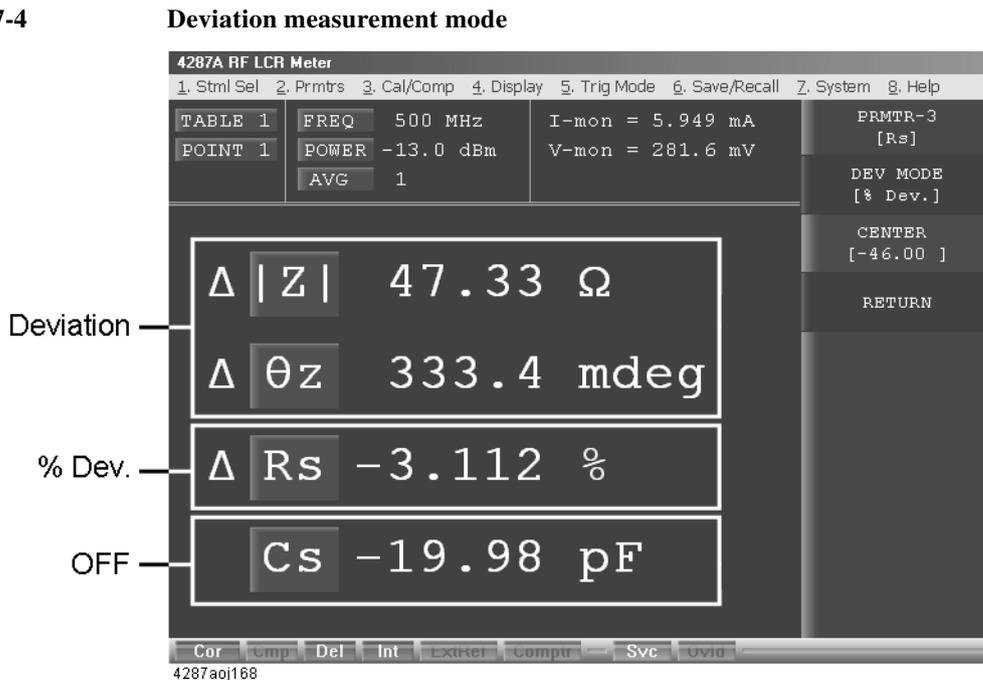 7-4 Deviation measurement mode
4287A RF LCR Meter
1. Stml Sel 2. Prmtrs 3. Cal/Comp 4. Display 5. Trig Mode 6. Save/Recall 7. System 8. Help
TABLE 1 FREQ 500 MHz I-mon = 5.949 mA
POINT 1 POWER -13.0 dBm V-mon = 281.6 mV
AVG 1
PRMTR-3
[Rs]
DEV MODE
[% Dev.]
CENTER
[-46.00 ]
RETURN
Deviation
Δ |Z| 47.33 Ω
Δ θz 333.4 mdeg
% Dev.
Δ Rs -3.112 %
OFF
Cs -19.98 pF
Cor Cmp Del Int ExtRef Comptr Svc Ovld
4287aoj168